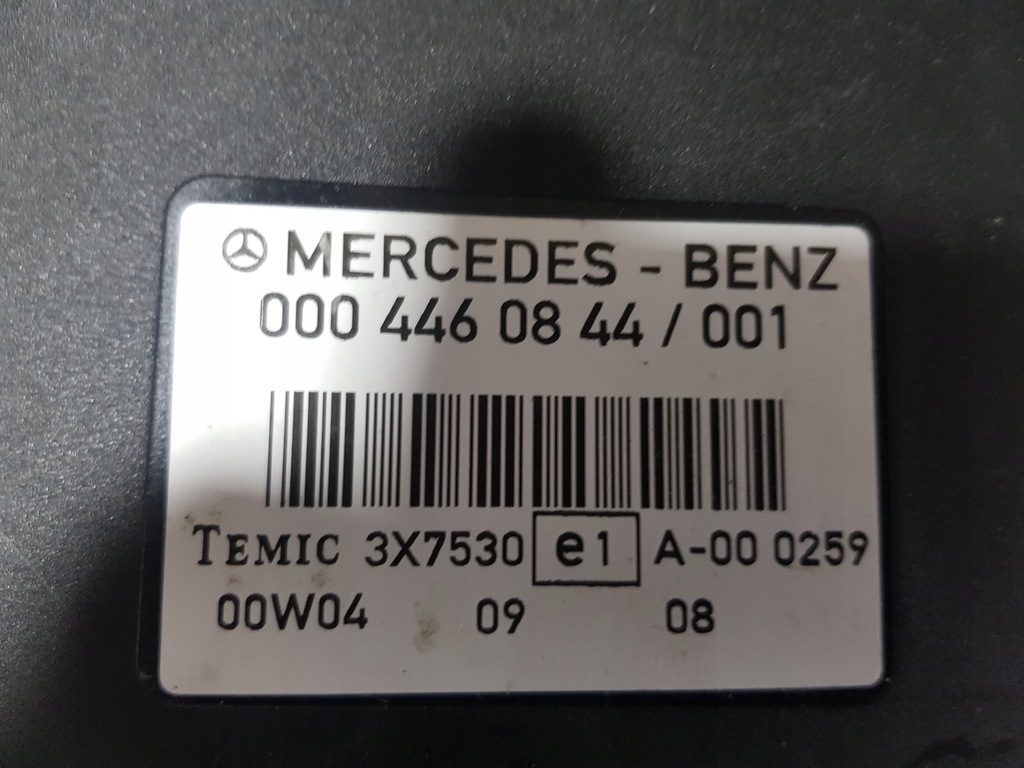 MERCEDES - BENZ
000 446 08 44 / 001
TEMIC 3X7530 e1 A-00 0259
00W04 09 08